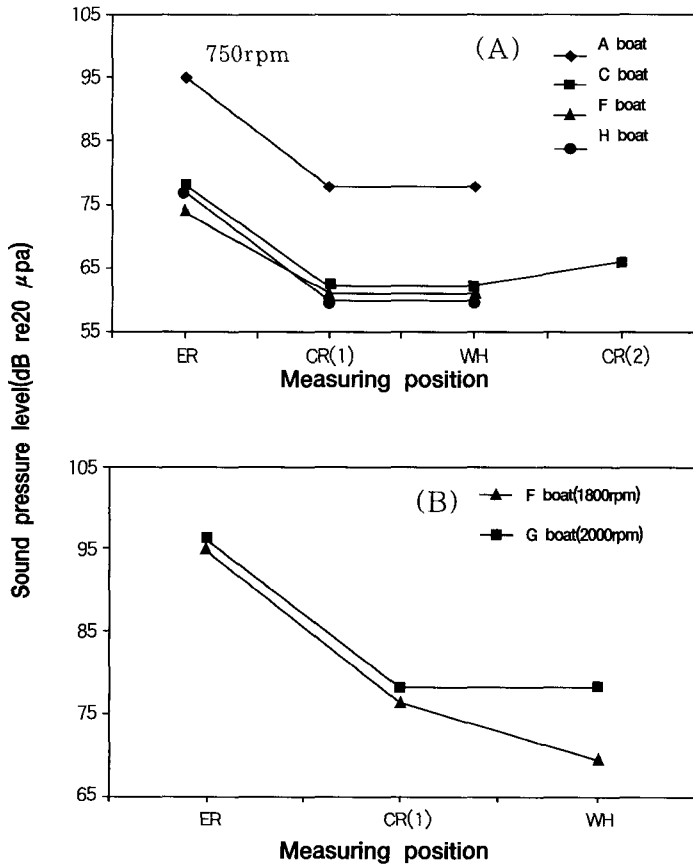 Sound pressure level(dB re20 μpa)
105
95
85
75
65
55
750rpm
(A)
A boat
C boat
F boat
H boat
ER CR(1) WH CR(2)
Measuring position
105
95
85
75
65
(B)
F boat(1800rpm)
G boat(2000rpm)
ER CR(1) WH
Measuring position